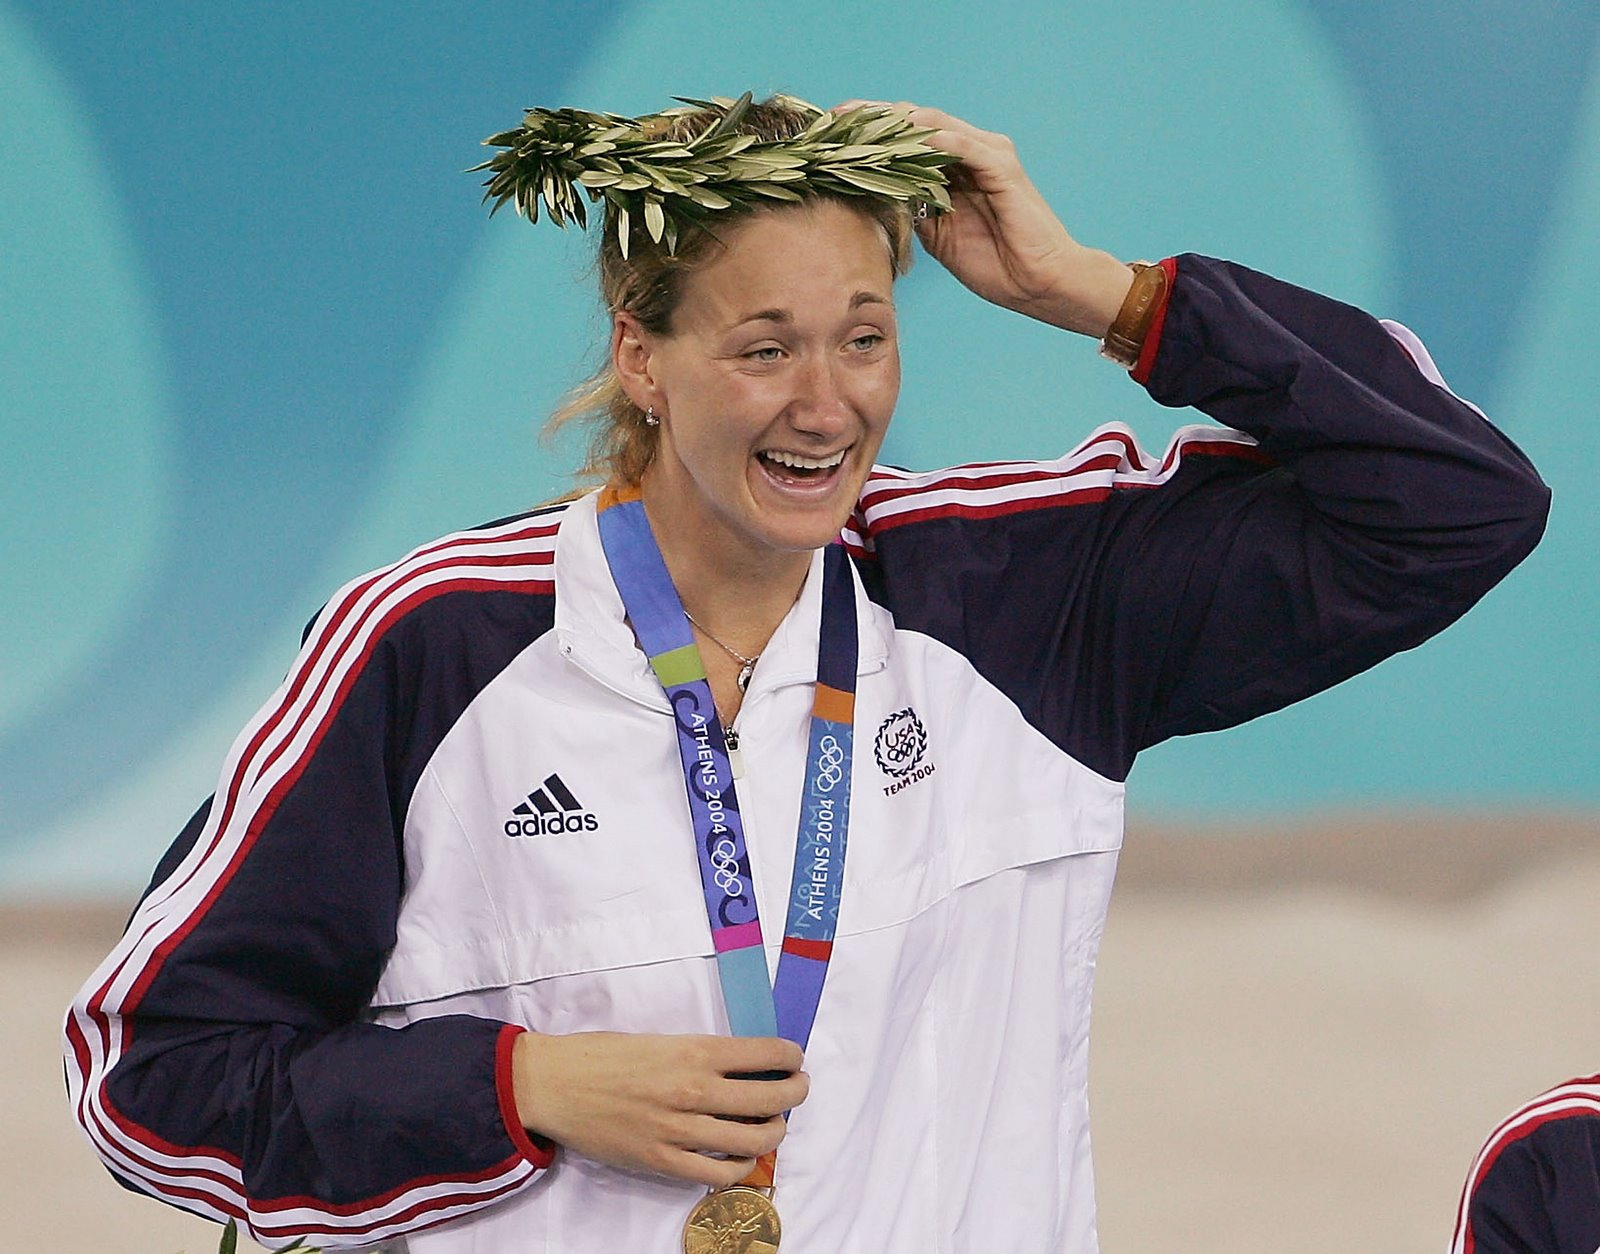 adidas
ATHENS 2004
ATHENS 2004
USA
TEAM 2004